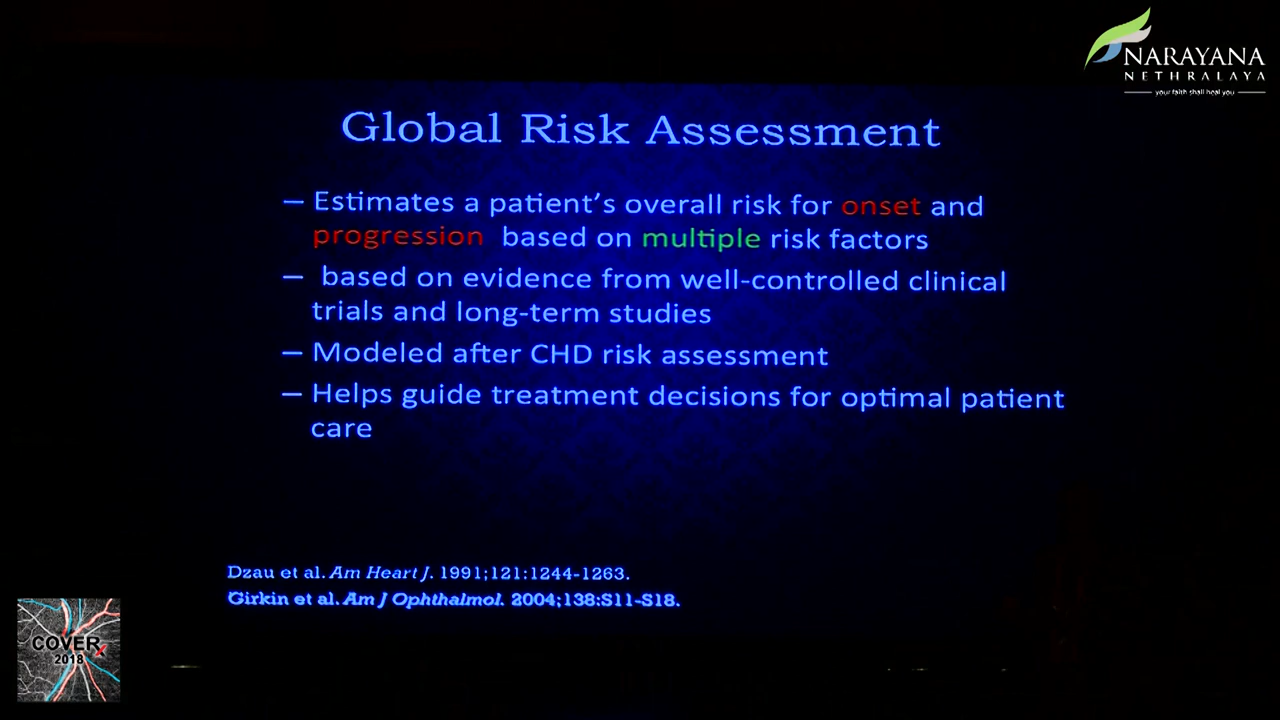 NARAYANA
NETHRALAYA
your faith shall heal you
Global Risk Assessment
– Estimates a patient’s overall risk for onset and
progression based on multiple risk factors
– based on evidence from well-controlled clinical
trials and long-term studies
– Modeled after CHD risk assessment
– Helps guide treatment decisions for optimal patient
care
Dzau et al. Am Heart J. 1991;121:1244-1263.
Girkin et al. Am J Ophthalmol. 2004;138:S11-S18.
COVERx
2018